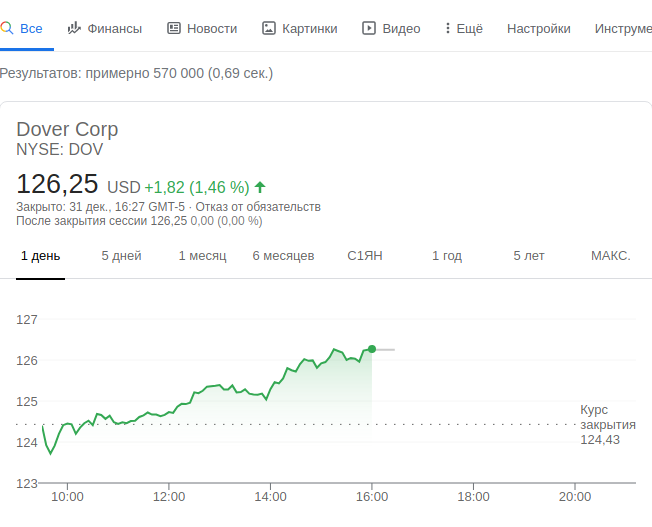 Все Финансы Новости Картинки Видео Ещё Настройки Инструме
Результатов: примерно 570 000 (0,69 сек.)
Dover Corp
NYSE: DOV
126,25 USD +1,82 (1,46 %)
Закрыто: 31 дек., 16:27 GMT-5 · Отказ от обязательств
После закрытия сессии 126,25 0,00 (0,00 %)
1 день 5 дней 1 месяц 6 месяцев С1ЯН 1 год 5 лет МАКС.
127
126
125
124
123
Курс
закрытия
124,43
10:00 12:00 14:00 16:00 18:00 20:00